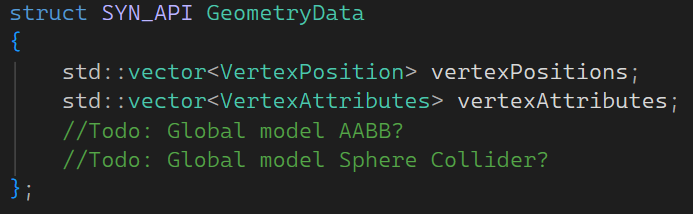 struct SYN_API GeometryData
{
    std::vector<VertexPosition> vertexPositions;
    std::vector<VertexAttributes> vertexAttributes;
    //Todo: Global model AABB?
    //Todo: Global model Sphere Collider?
};